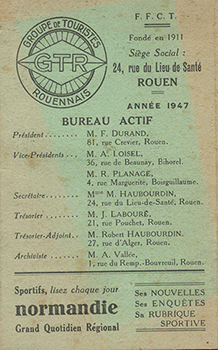 GROUPE DE TOURISTES
GTR
ROUENNAIS
F. F. C. T.
Fondé en 1911
Siège Social :
24, rue du Lieu-de-Santé
ROUEN
ANNÉE 1947
BUREAU ACTIF
Président........ M. F. DURAND,
81, rue Crevier, Rouen.
Vice-Présidents... M. A. LOISEL,
36, rue de Beaunay, Bihorel.
M. R. PLANAGE,
4, rue Marguerite, Boisguillaume.
Secrétaire........ Mme M. HAUBOURDIN,
24, rue du Lieu-de-Santé, Rouen.
Trésorier ........ M. J. LABOURÉ,
21, rue Pouchet, Rouen.
Trésorier-Adjoint.. M. Robert HAUBOURDIN,
27, rue d'Alger, Rouen.
Archiviste ....... M. A. Vallée,
1, rue du Remp.-Bouvreuil, Rouen.
Sportifs, lisez chaque jour
normandie
Grand Quotidien Régional
Ses NOUVELLES
Ses ENQUÊTES
Sa RUBRIQUE
SPORTIVE